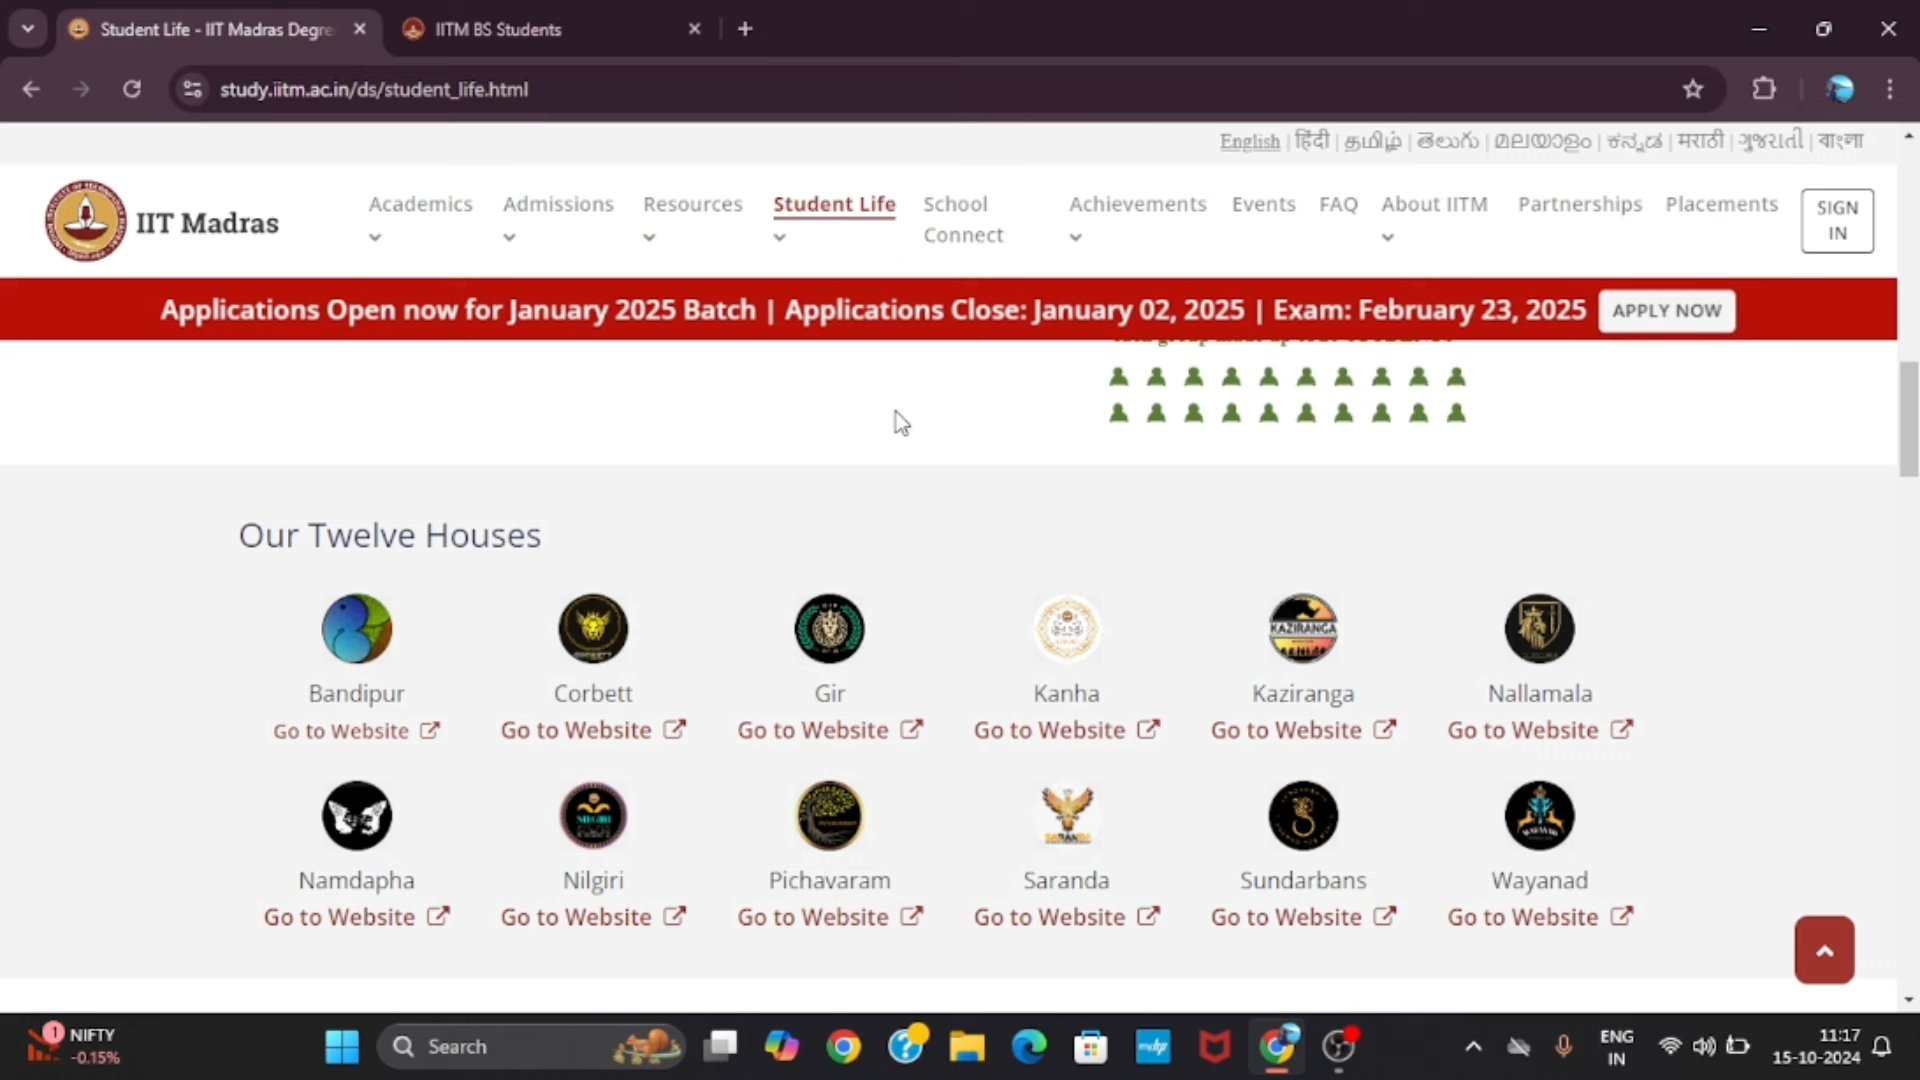 Student Life - IIT Madras Degre
IITM BS Students
study.iitm.ac.in/ds/student_life.html
English | हिंदी | தமிழ் | తెలుగు | മലയാളം | ಕನ್ನಡ | मराठी | ગુજરાતી | বাংলা
IIT Madras
Academics
Admissions
Resources
Student Life
School Connect
Achievements
Events
FAQ
About IITM
Partnerships
Placements
SIGN IN
Applications Open now for January 2025 Batch | Applications Close: January 02, 2025 | Exam: February 23, 2025
APPLY NOW
Our Twelve Houses
KAZIRANGA
Bandipur Corbett Gir Kanha Kaziranga Nallamala
Go to Website Go to Website Go to Website Go to Website Go to Website Go to Website
Namdapha Nilgiri Pichavaram Saranda Sundarbans Wayanad
Go to Website Go to Website Go to Website Go to Website Go to Website Go to Website
1 NIFTY
-0.15%
Search
ENG
IN
11:17
15-10-2024